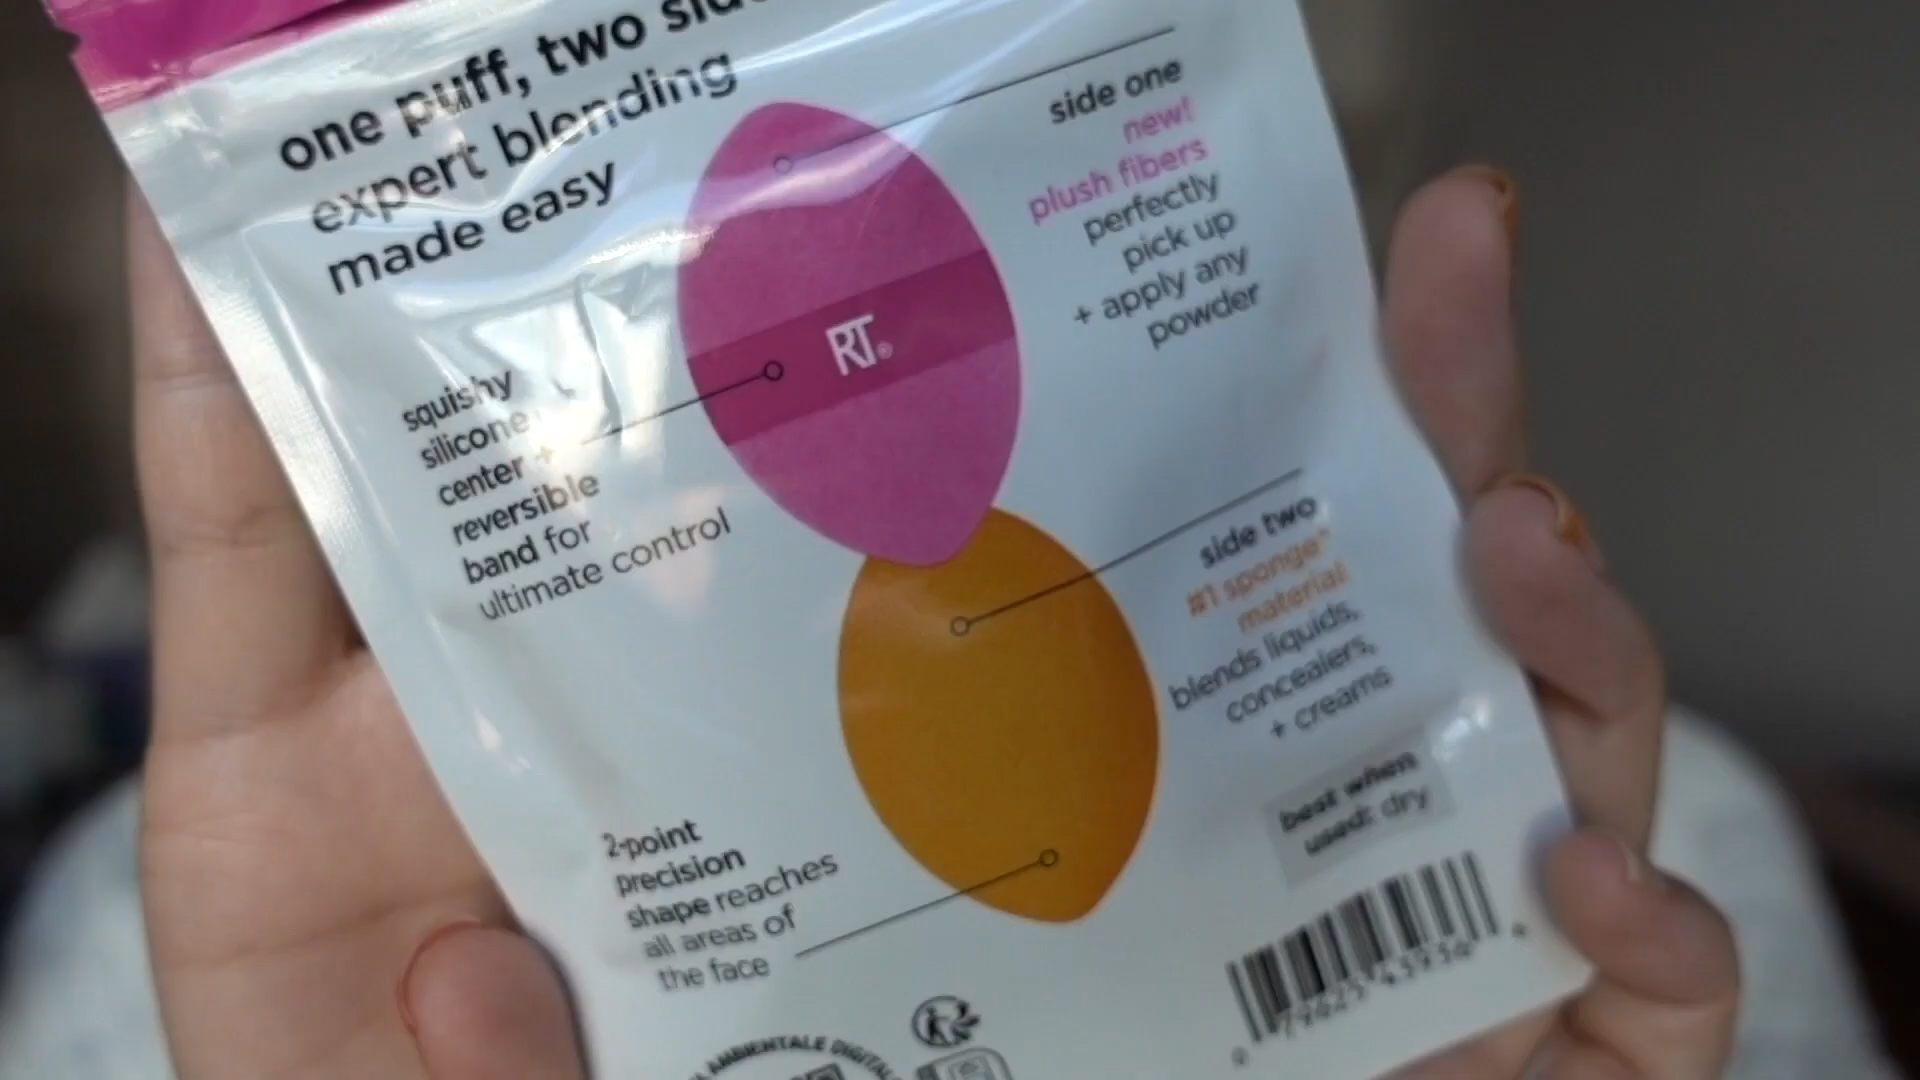 one puff, two
expert blending
made easy
side one
new!
plush fibers
perfectly
pick up
+ apply any
powder
RT®
squishy
silicone
center +
reversible
band for
ultimate control
side two
#1 sponge*
material
blends liquids,
concealers,
+ creams
best when
used: dry
2-point
precision
shape reaches
all areas of
the face
AMBIENTALE DIGITAL